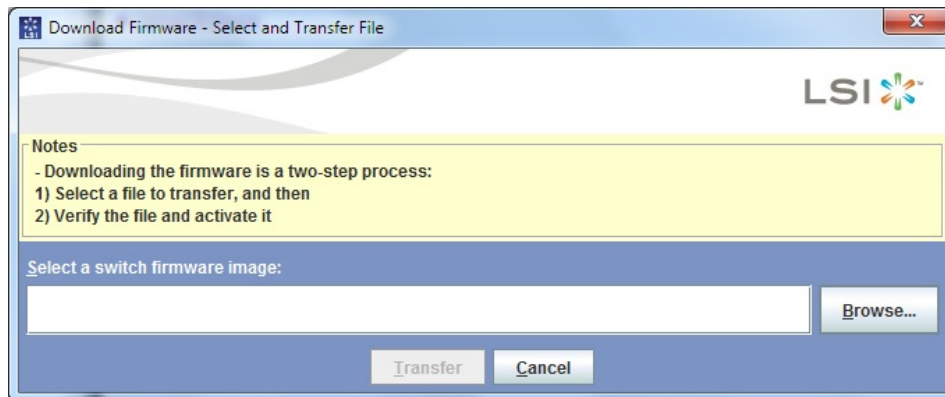 LSI
Download Firmware - Select and Transfer File
X
LSI™
Notes
- Downloading the firmware is a two-step process:
1) Select a file to transfer, and then
2) Verify the file and activate it
Select a switch firmware image:
Browse...
Transfer
Cancel